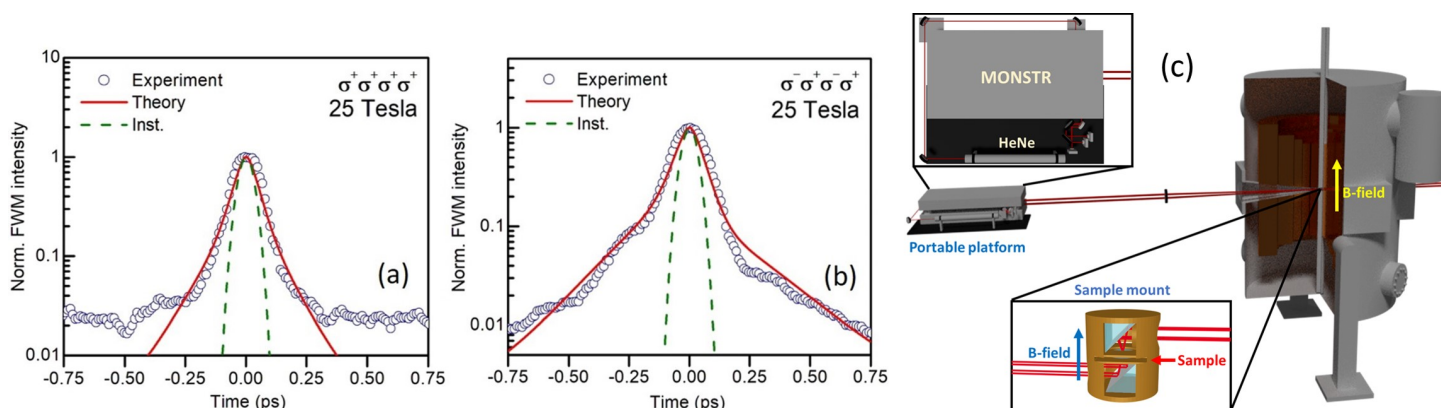 10
1
0.1
0.01
Norm. FWM intensity
Experiment
Theory
Inst.
σ⁺σ⁺σ⁺σ⁺
25 Tesla
(a)
-0.75 -0.50 -0.25 0.00 0.25 0.50 0.75
Time (ps)
1
0.1
0.01
Norm. FWM intensity
Experiment
Theory
Inst.
σ⁻σ⁺σ⁻σ⁺
25 Tesla
(b)
-0.75 -0.50 -0.25 0.00 0.25 0.50 0.75
Time (ps)
(c)
MONSTR
HeNe
Portable platform
B-field
Sample mount
B-field
Sample